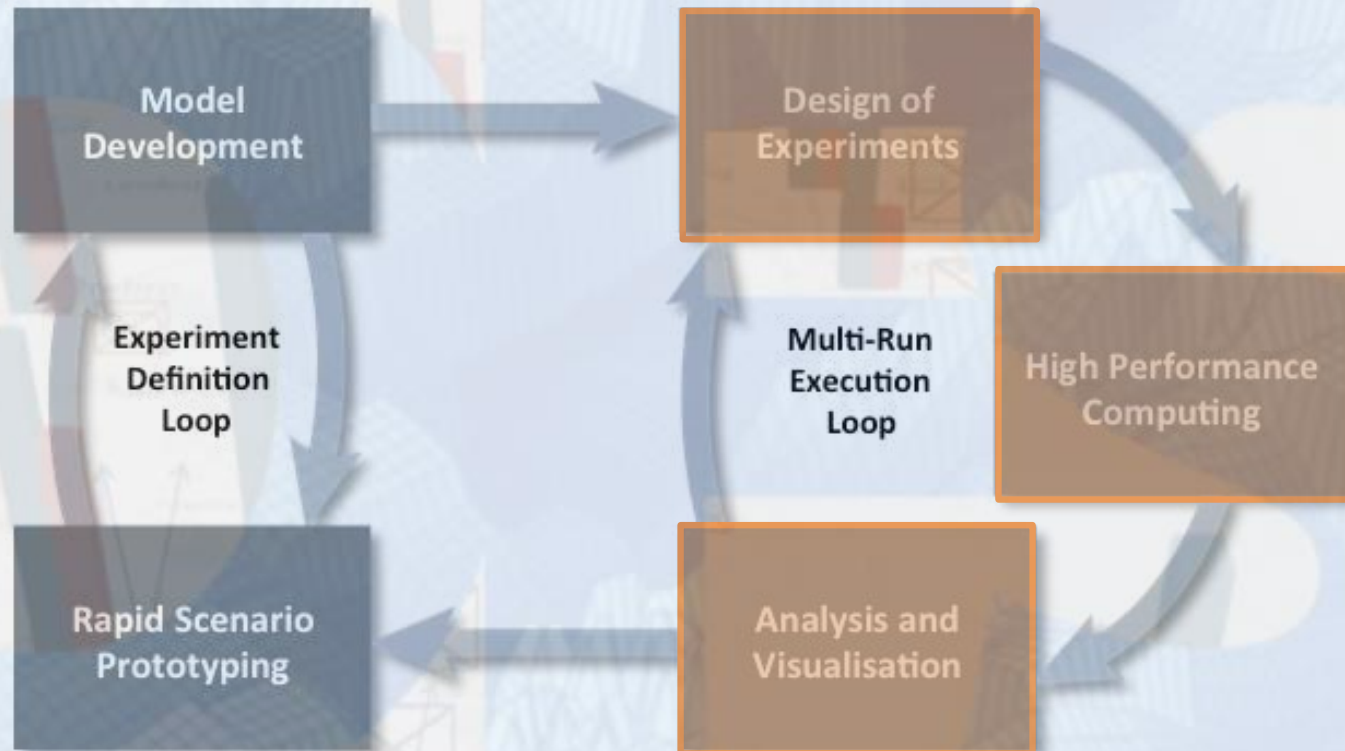 Model
Development
Design of
Experiments
Experiment
Definition
Loop
Multi-Run
Execution
Loop
High Performance
Computing
Rapid Scenario
Prototyping
Analysis and
Visualisation